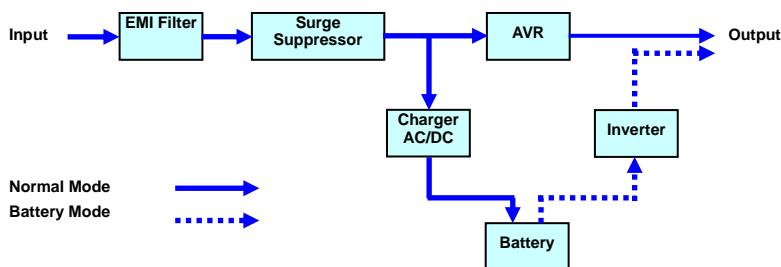 Input
EMI Filter
Surge
Suppressor
AVR
Output
Charger
AC/DC
Inverter
Normal Mode
Battery Mode
Battery